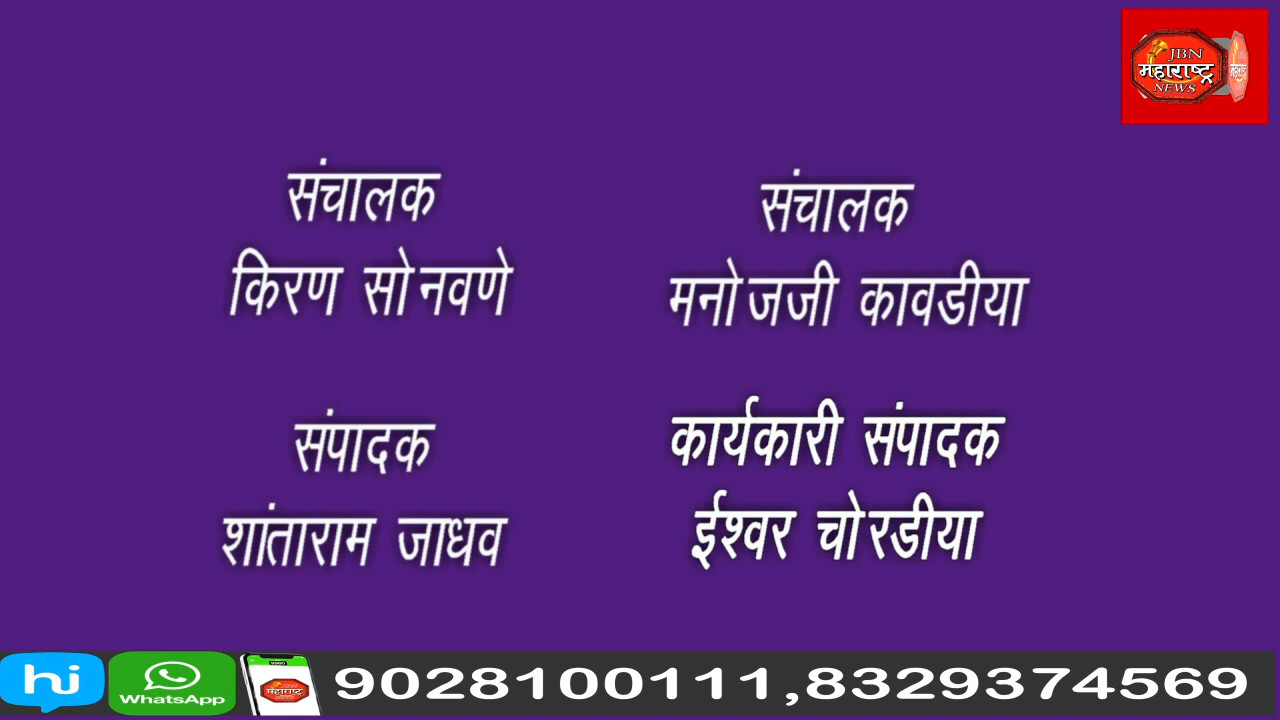 JBN
महाराष्ट्र
NEWS
संचालक
किरण सोनवणे
संचालक
मनोजजी कावडीया
संपादक
शांताराम जाधव
कार्यकारी संपादक
ईश्वर चोरडीया
hi
WhatsApp
महाराष्ट्र
9028100111,8329374569